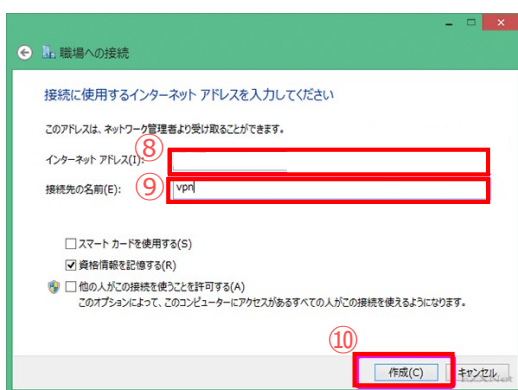 職場への接続
接続に使用するインターネット アドレスを入力してください
このアドレスは、ネットワーク管理者より受け取ることができます。
⑧
インターネット アドレス(I):
接続先の名前(E): ⑨ vpn
スマート カードを使用する(S)
資格情報を記憶する(R)
他の人がこの接続を使うことを許可する(A)
このオプションによって、このコンピューターにアクセスがあるすべての人がこの接続を使えるようになります。
⑩
作成(C) キャンセル